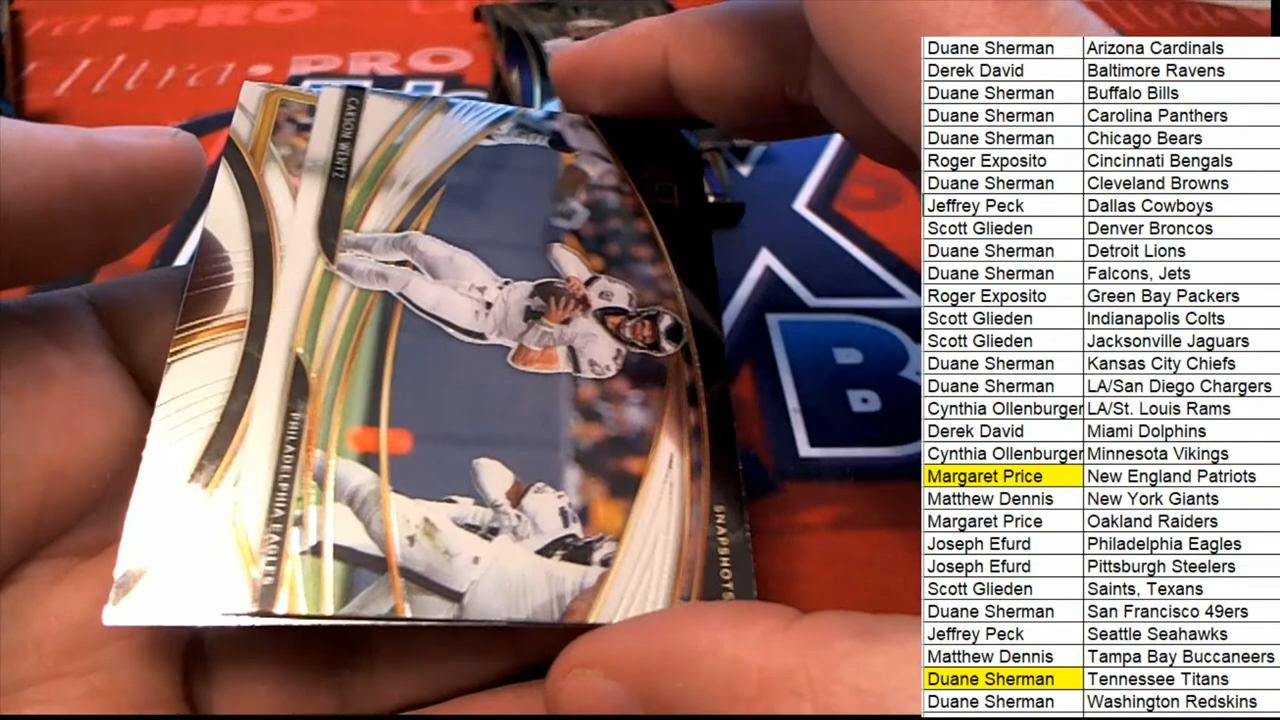 Ultra•PRO
CARSON WENTZ
PHILADELPHIA EAGLES
SNAPSHOTS
Duane Sherman Arizona Cardinals
Derek David Baltimore Ravens
Duane Sherman Buffalo Bills
Duane Sherman Carolina Panthers
Duane Sherman Chicago Bears
Roger Exposito Cincinnati Bengals
Duane Sherman Cleveland Browns
Jeffrey Peck Dallas Cowboys
Scott Glieden Denver Broncos
Duane Sherman Detroit Lions
Duane Sherman Falcons, Jets
Roger Exposito Green Bay Packers
Scott Glieden Indianapolis Colts
Scott Glieden Jacksonville Jaguars
Duane Sherman Kansas City Chiefs
Duane Sherman LA/San Diego Chargers
Cynthia Ollenburger LA/St. Louis Rams
Derek David Miami Dolphins
Cynthia Ollenburger Minnesota Vikings
Margaret Price New England Patriots
Matthew Dennis New York Giants
Margaret Price Oakland Raiders
Joseph Efurd Philadelphia Eagles
Joseph Efurd Pittsburgh Steelers
Scott Glieden Saints, Texans
Duane Sherman San Francisco 49ers
Jeffrey Peck Seattle Seahawks
Matthew Dennis Tampa Bay Buccaneers
Duane Sherman Tennessee Titans
Duane Sherman Washington Redskins